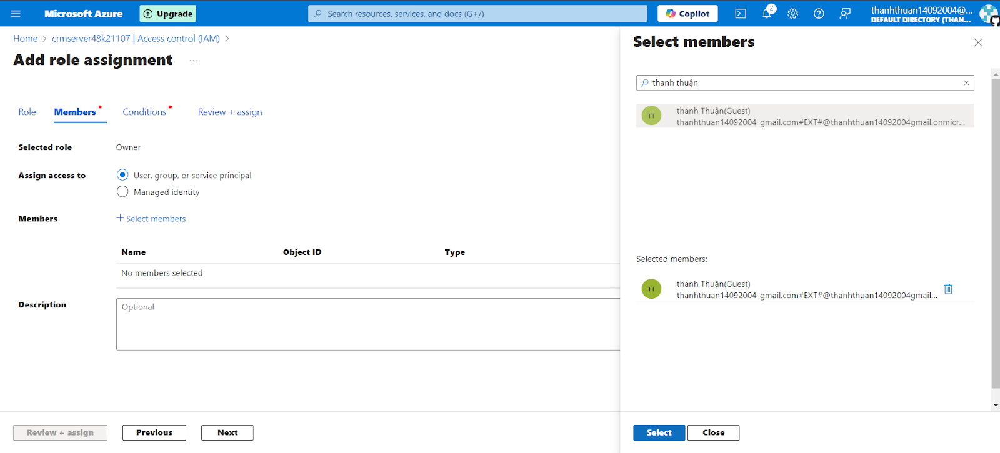 Microsoft Azure
Upgrade
Search resources, services, and docs (G+/)
Copilot
2
thanhthuan14092004@...
DEFAULT DIRECTORY (THAN...
Home > crmserver48k21107 | Access control (IAM) >
Add role assignment ...
Role
Members
Conditions
Review + assign
Selected role
Owner
Assign access to
User, group, or service principal
Managed identity
Members
+ Select members
Name
Object ID
Type
No members selected
Description
Optional
Review + assign
Previous
Next
Select members
thanh thuận
TT
thanh Thuận(Guest)
thanhthuan14092004_gmail.com#EXT#@thanhthuan14092004gmail.onmicr...
Selected members:
TT
thanh Thuận(Guest)
thanhthuan14092004_gmail.com#EXT#@thanhthuan14092004gmail...
Select
Close